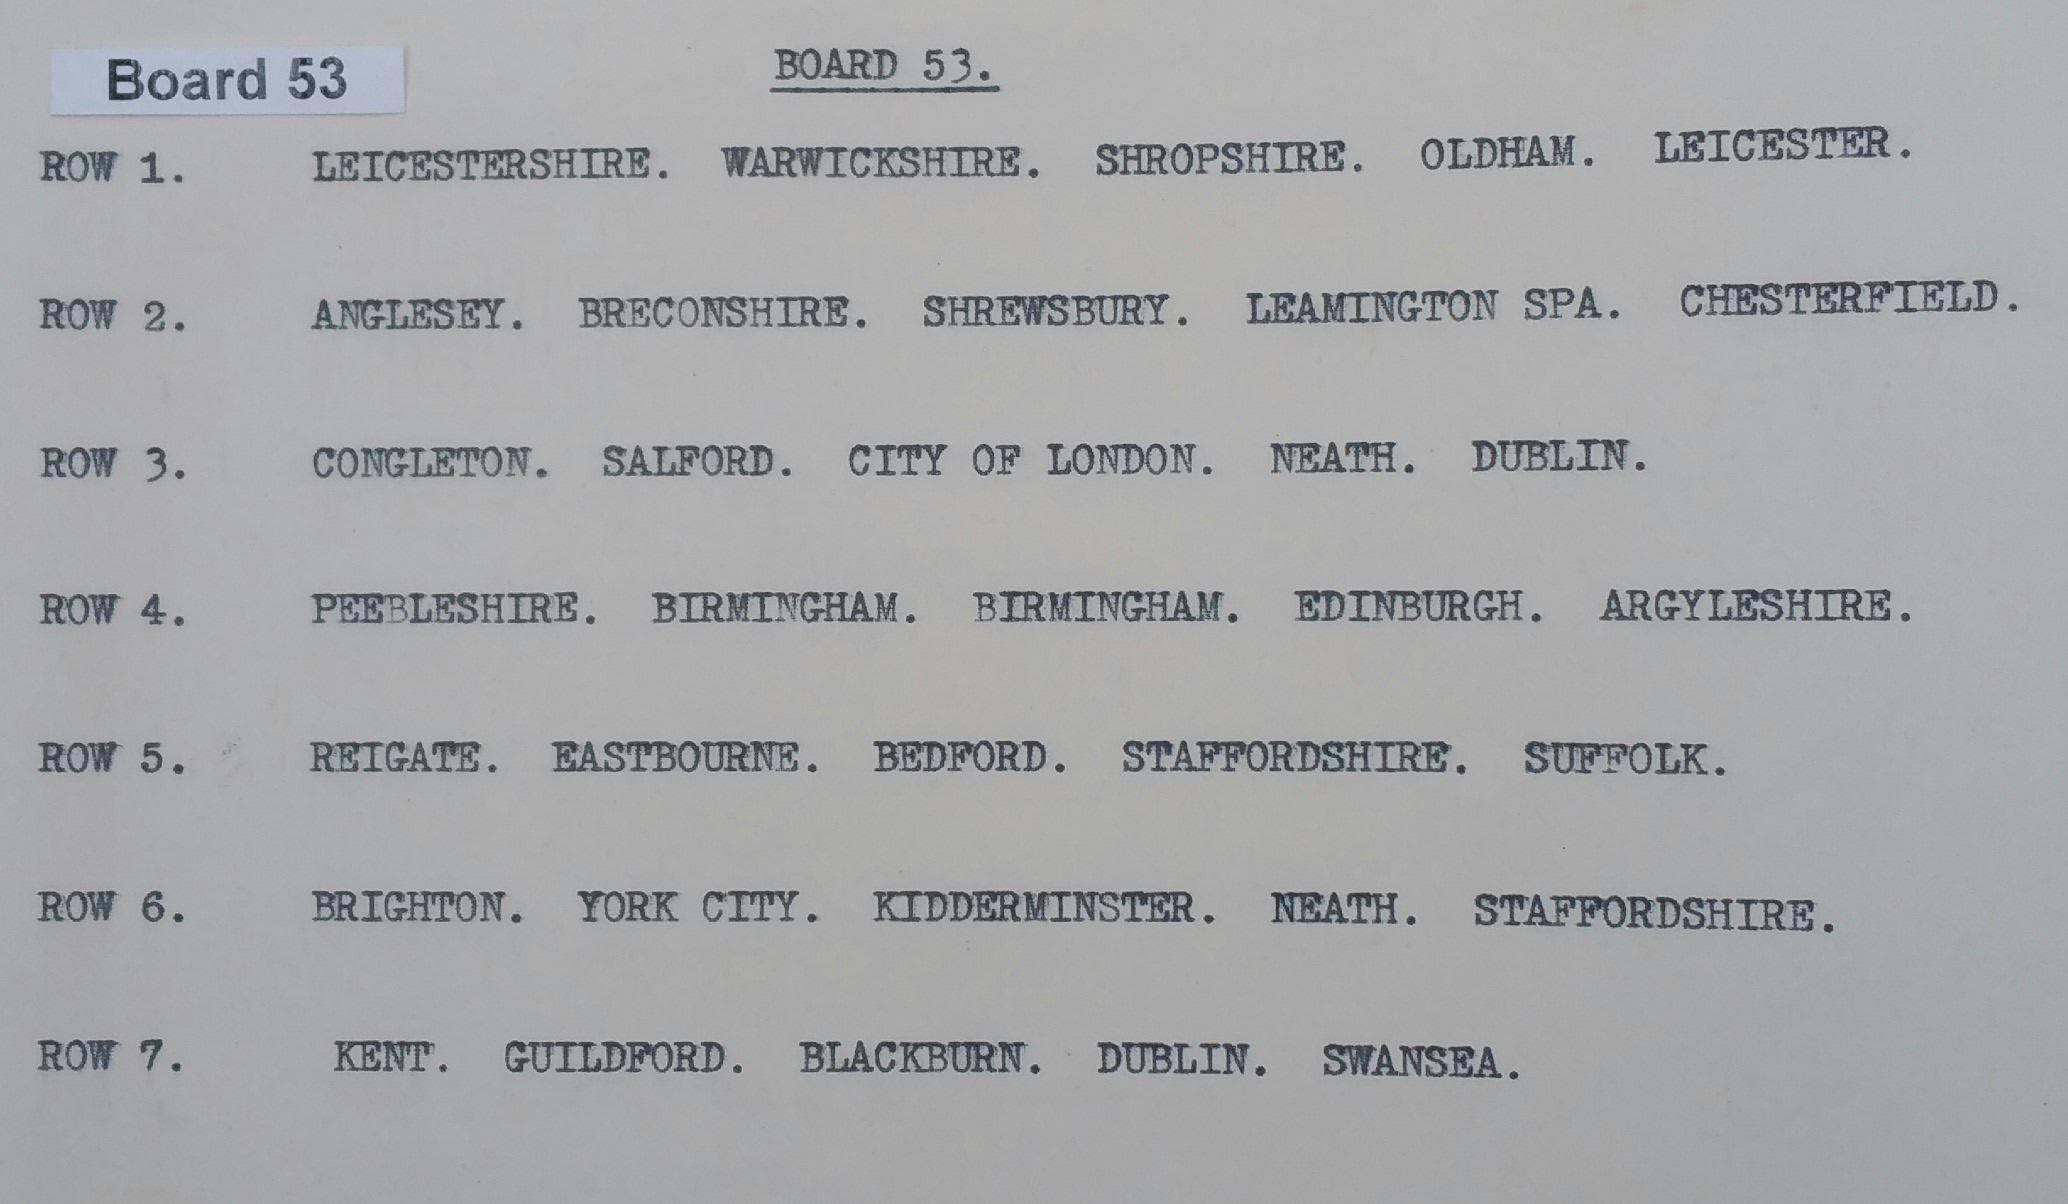 Board 53
BOARD 53.
ROW 1. LEICESTERSHIRE. WARWICKSHIRE. SHROPSHIRE. OLDHAM. LEICESTER.
ROW 2. ANGLESEY. BRECONSHIRE. SHREWSBURY. LEAMINGTON SPA. CHESTERFIELD.
ROW 3. CONGLETON. SALFORD. CITY OF LONDON. NEATH. DUBLIN.
ROW 4. PEEBLESHIRE. BIRMINGHAM. BIRMINGHAM. EDINBURGH. ARGYLESHIRE.
ROW 5. REIGATE. EASTBOURNE. BEDFORD. STAFFORDSHIRE. SUFFOLK.
ROW 6. BRIGHTON. YORK CITY. KIDDERMINSTER. NEATH. STAFFORDSHIRE.
ROW 7. KENT. GUILDFORD. BLACKBURN. DUBLIN. SWANSEA.